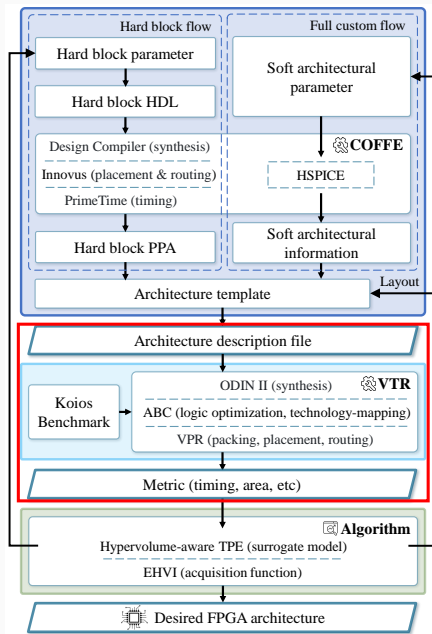 Hard block flow
Full custom flow
Hard block parameter
Soft architectural
parameter
Hard block HDL
Design Compiler (synthesis)
COFFE
Innovus (placement & routing)
HSPICE
PrimeTime (timing)
Hard block PPA
Soft architectural
information
Layout
Architecture template
Architecture description file
Koios
Benchmark
ODIN II (synthesis)
VTR
ABC (logic optimization, technology-mapping)
VPR (packing, placement, routing)
Metric (timing, area, etc)
Algorithm
Hypervolume-aware TPE (surrogate model)
EHVI (acquisition function)
Desired FPGA architecture